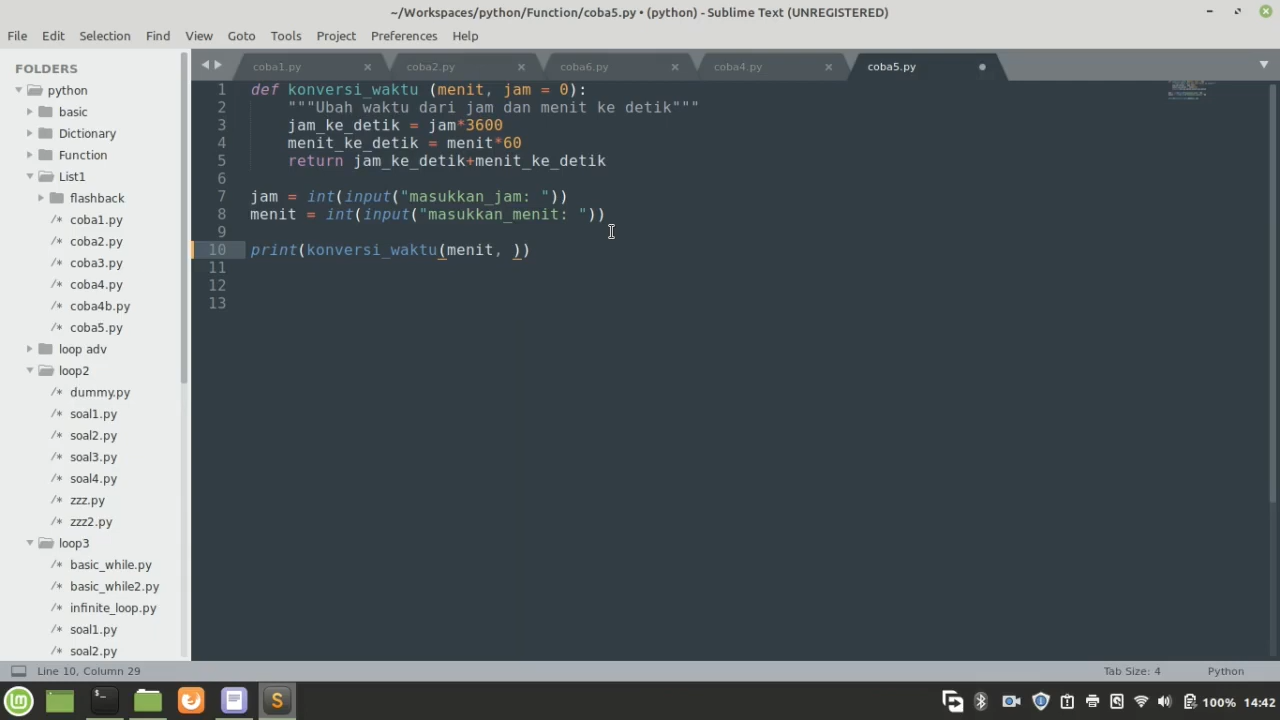 ~/Workspaces/python/Function/coba5.py • (python) - Sublime Text (UNREGISTERED)
File Edit Selection Find View Goto Tools Project Preferences Help
FOLDERS
python
basic
Dictionary
Function
List1
flashback
coba1.py
coba2.py
coba3.py
coba4.py
coba4b.py
coba5.py
loop adv
loop2
dummy.py
soal1.py
soal2.py
soal3.py
soal4.py
zzz.py
zzz2.py
loop3
basic_while.py
basic_while2.py
infinite_loop.py
soal1.py
soal2.py
coba1.py coba2.py coba6.py coba4.py coba5.py
1 def konversi_waktu (menit, jam = 0):
2 """Ubah waktu dari jam dan menit ke detik"""
3 jam_ke_detik = jam*3600
4 menit_ke_detik = menit*60
5 return jam_ke_detik+menit_ke_detik
6
7 jam = int(input("masukkan_jam: "))
8 menit = int(input("masukkan_menit: "))
9
10 print(konversi_waktu(menit, ))
11
12
13
Line 10, Column 29 Tab Size: 4 Python
100% 14:42